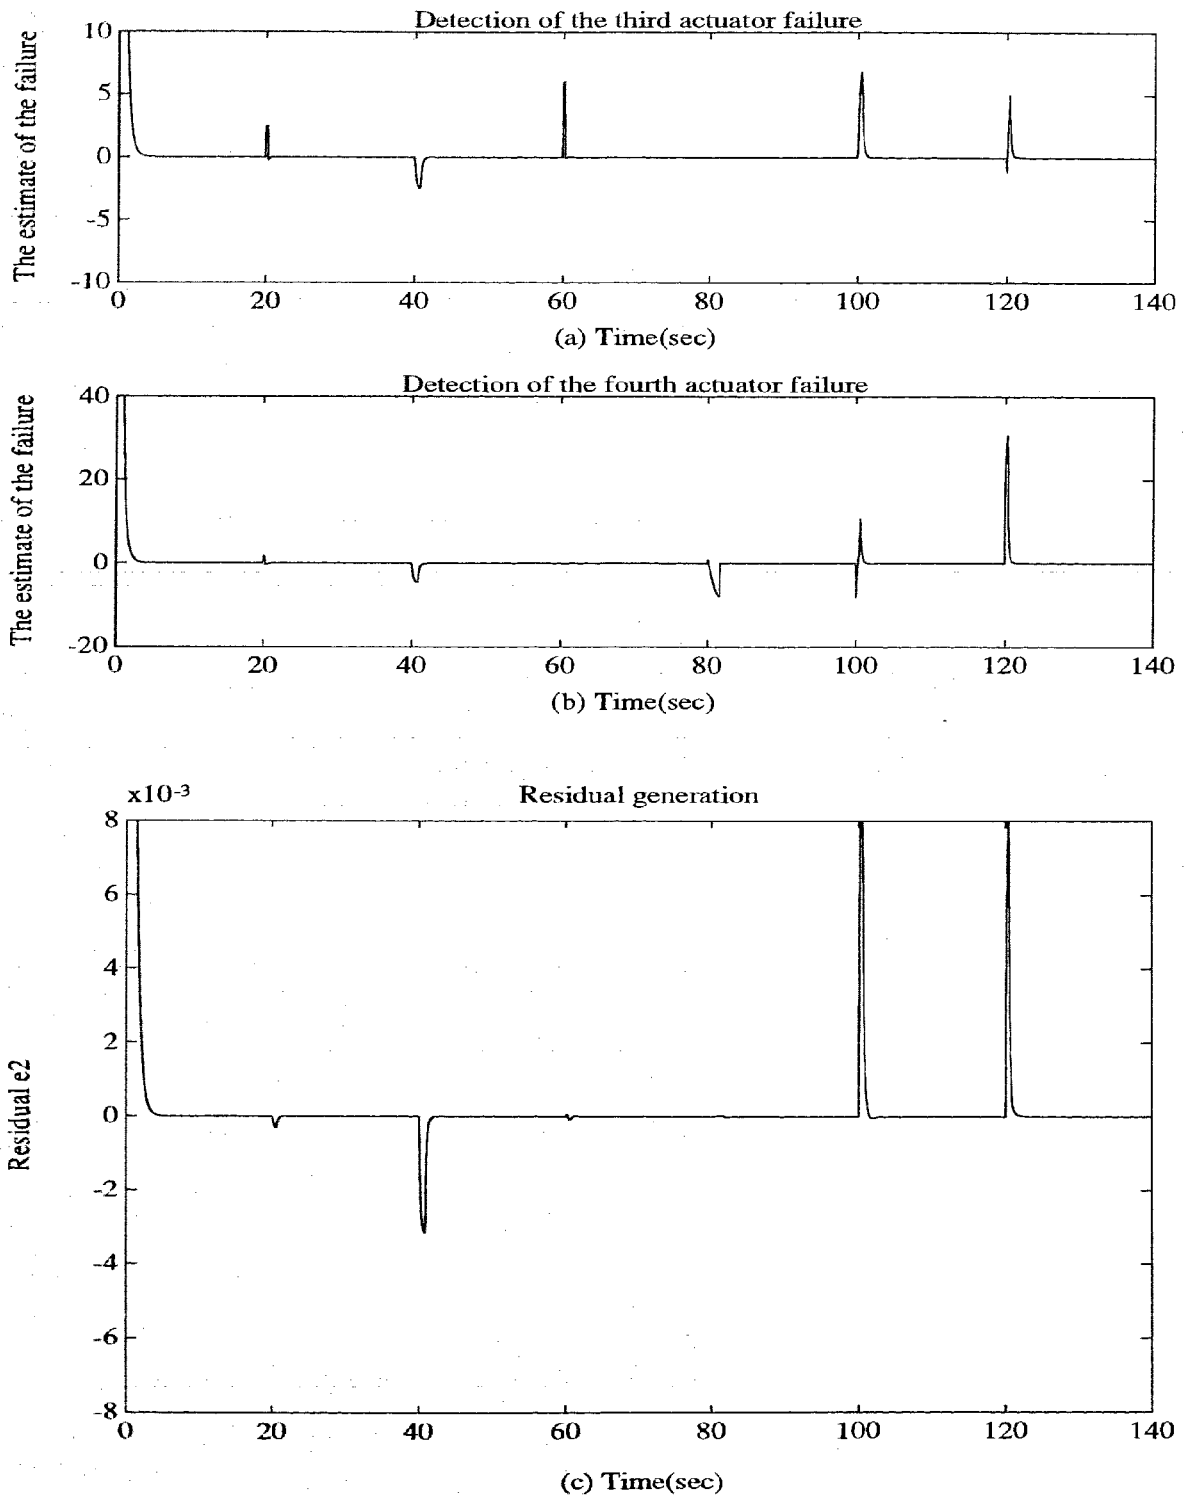 Detection of the third actuator failure
The estimate of the failure
10
5
0
-5
-10
0 20 40 60 80 100 120 140
(a) Time(sec)
Detection of the fourth actuator failure
The estimate of the failure
40
20
0
-20
0 20 40 60 80 100 120 140
(b) Time(sec)
x10-3
Residual generation
Residual e2
8
6
4
2
0
-2
-4
-6
-8
0 20 40 60 80 100 120 140
(c) Time(sec)